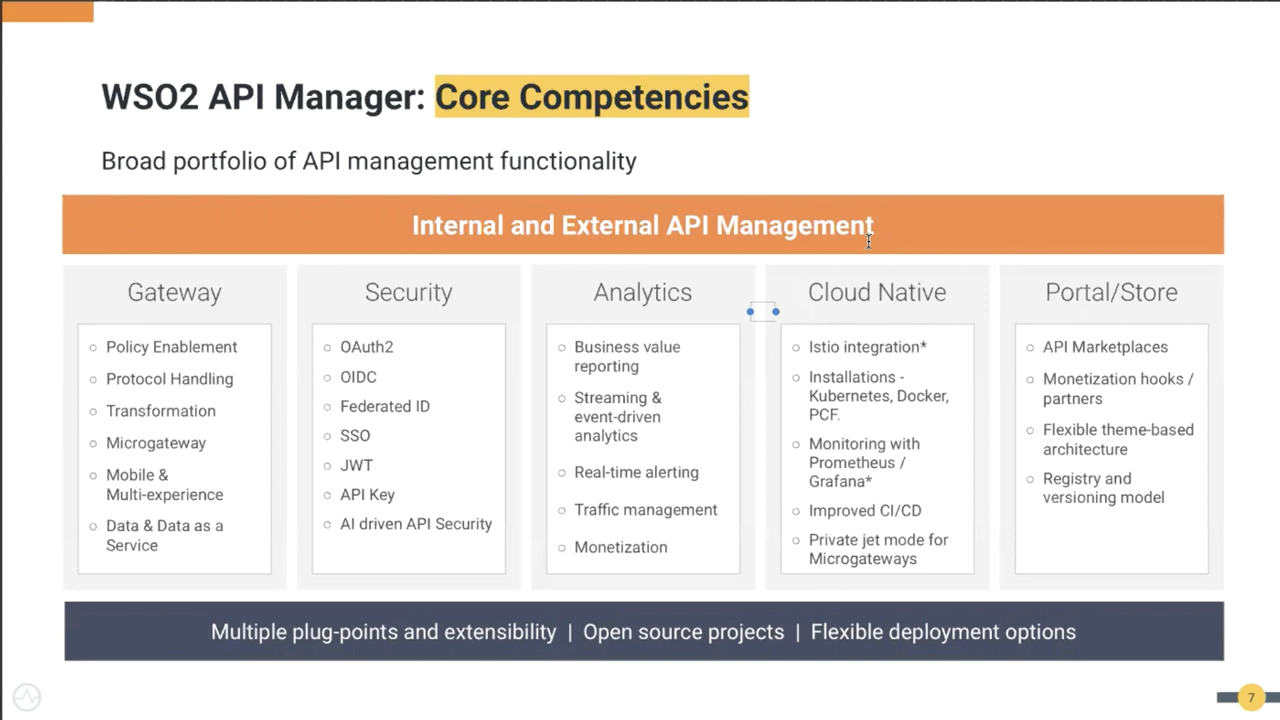 WSO2 API Manager: Core Competencies
Broad portfolio of API management functionality
Internal and External API Management
Gateway
Policy Enablement
Protocol Handling
Transformation
Microgateway
Mobile &
Multi-experience
Data & Data as a
Service
Security
OAuth2
OIDC
Federated ID
SSO
JWT
API Key
AI driven API Security
Analytics
Business value
reporting
Streaming &
event-driven
analytics
Real-time alerting
Traffic management
Monetization
Cloud Native
Istio integration*
Installations -
Kubernetes, Docker,
PCF.
Monitoring with
Prometheus /
Grafana*
Improved CI/CD
Private jet mode for
Microgateways
Portal/Store
API Marketplaces
Monetization hooks /
partners
Flexible theme-based
architecture
Registry and
versioning model
Multiple plug-points and extensibility | Open source projects | Flexible deployment options
7